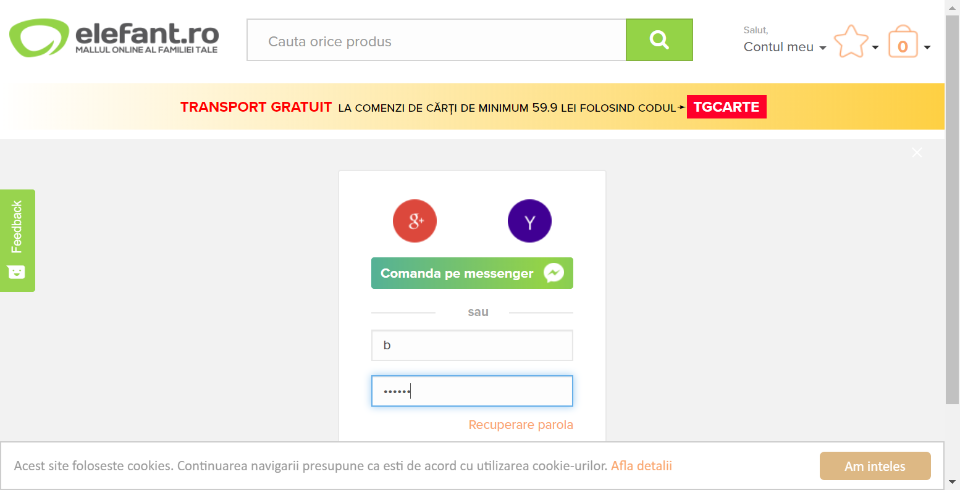 elefant.ro
MALLUL ONLINE AL FAMILIEI TALE
Cauta orice produs
Salut,
Contul meu
0
TRANSPORT GRATUIT LA COMENZI DE CĂRȚI DE MINIMUM 59.9 LEI FOLOSIND CODUL TGCARTE
Feedback
g+
Y
Comanda pe messenger
sau
b
••••••
Recuperare parola
Acest site foloseste cookies. Continuarea navigarii presupune ca esti de acord cu utilizarea cookie-urilor. Afla detalii
Am inteles